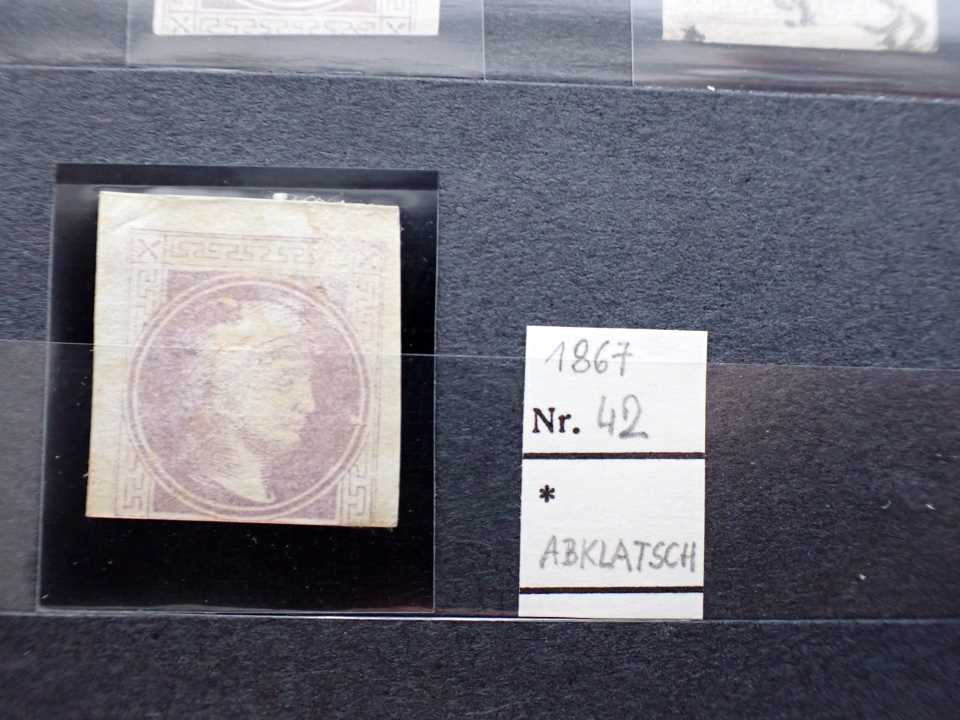 1867
Nr. 42
*
ABKLATSCH